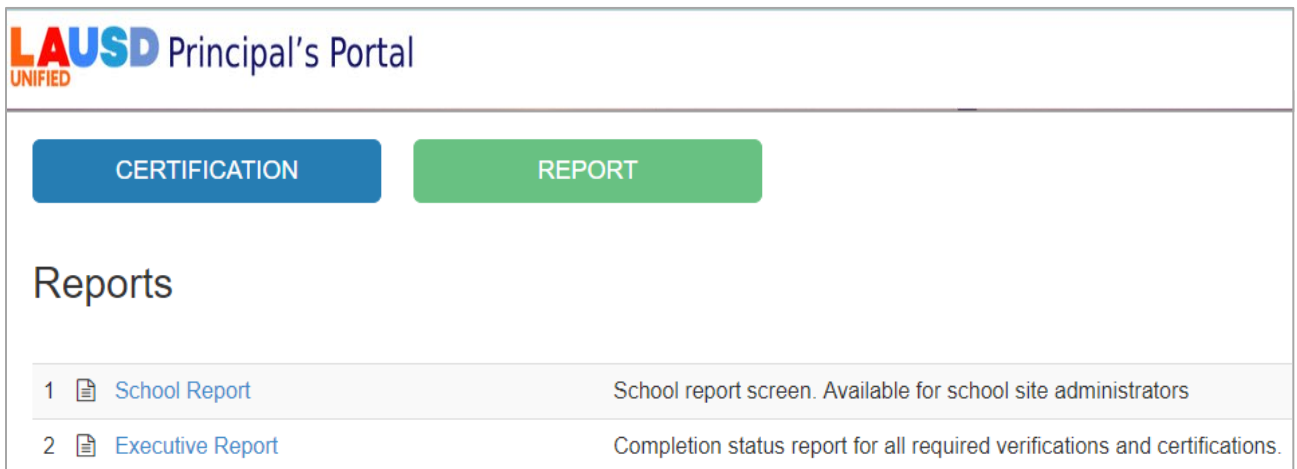 LAUSD Principal's Portal
UNIFIED
CERTIFICATION REPORT
Reports
1 School Report School report screen. Available for school site administrators
2 Executive Report Completion status report for all required verifications and certifications.